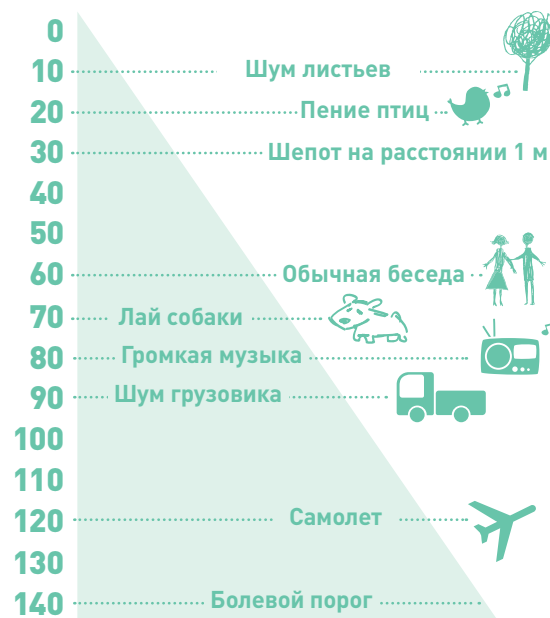 0
10 Шум листьев
20 Пение птиц
30 Шепот на расстоянии 1 м
40
50
60 Обычная беседа
70 Лай собаки
80 Громкая музыка
90 Шум грузовика
100
110
120 Самолет
130
140 Болевой порог